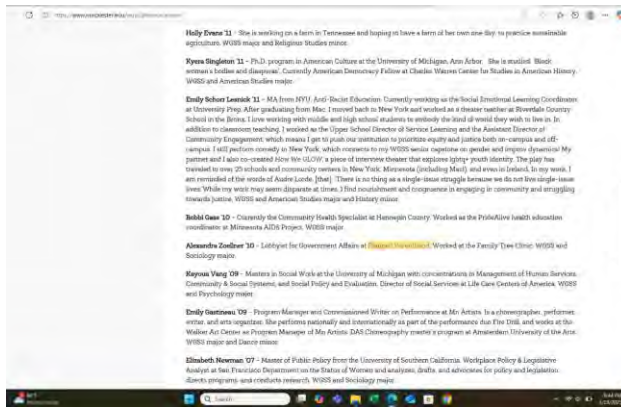 Holly Evans '11 – She is working on a farm in Tennessee and hoping to have a farm of her own one day, to practice sustainable
agriculture. WGSS major and Religious Studies minor.
Kyera Singleton '11 – Ph.D. program in American Culture at the University of Michigan, Ann Arbor. She is studied "Black
women's bodies and diasporas". Currently American Democracy Fellow at Charles Warren Center for Studies in American History.
WGSS and American Studies major.
Emily Schorr Lesnick '11 – MA from NYU, Anti-Racist Education. Currently working as the Social Emotional Learning Coordinator
at University Prep. After graduating from Mac, I moved back to New York and worked as a theater teacher at Riverdale Country
School in the Bronx. I love working with middle and high school students to embody the kind of world they wish to live in. In
addition to classroom teaching, I worked as the Upper School Director of Service Learning and the Assistant Director of
Community Engagement, which means I get to push our institution to prioritize equity and justice both in-campus and off-
campus. I still perform comedy in New York, which connects to my WGSS senior capstone on gender and improv dynamics! My
partner and I also co-created How We GLOW, a piece of interview theater that explores lgbtq+ youth identity. The play has
traveled to over 25 schools and community centers in New York, Minnesota (including Mac!), and even in Ireland. In my work, I
am reminded of the words of Audre Lorde, [that] "There is no thing as a single-issue struggle because we do not live single-issue
lives." While my work may seem disparate at times, I find nourishment and congruence in engaging in community and struggling
towards justice. WGSS and American Studies major and History minor.
Bobbi Gass '10 – Currently the Community Health Specialist at Hennepin County. Worked as the PrideAlive health education
coordinator at Minnesota AIDS Project. WGSS major.
Alexandra Zoellner '10 – Lobbyist for Government Affairs at Planned Parenthood. Worked at the Family Tree Clinic. WGSS and
Sociology major.
Kayoua Vang '09 – Masters in Social Work at the University of Michigan with concentrations in Management of Human Services,
Community & Social Systems, and Social Policy and Evaluation. Director of Social Services at Life Care Centers of America. WGSS
and Psychology major.
Emily Gastineau '09 – Program Manager and Commissioned Writer on Performance at Mn Artists. Is a choreographer, performer,
writer, and arts organizer. She performs nationally and internationally as part of the performance duo Fire Drill, and works at the
Walker Art Center as Program Manager of Mn Artists. DAS Choreography master's program at Amsterdam University of the Arts.
WGSS major and Dance minor.
Elizabeth Newman '07 – Master of Public Policy from the University of Southern California. Workplace Policy & Legislative
Analyst at San Francisco Department on the Status of Women and analyzes, drafts, and advocates for policy and legislation,
directs programs, and conducts research. WGSS and Sociology major.
Search